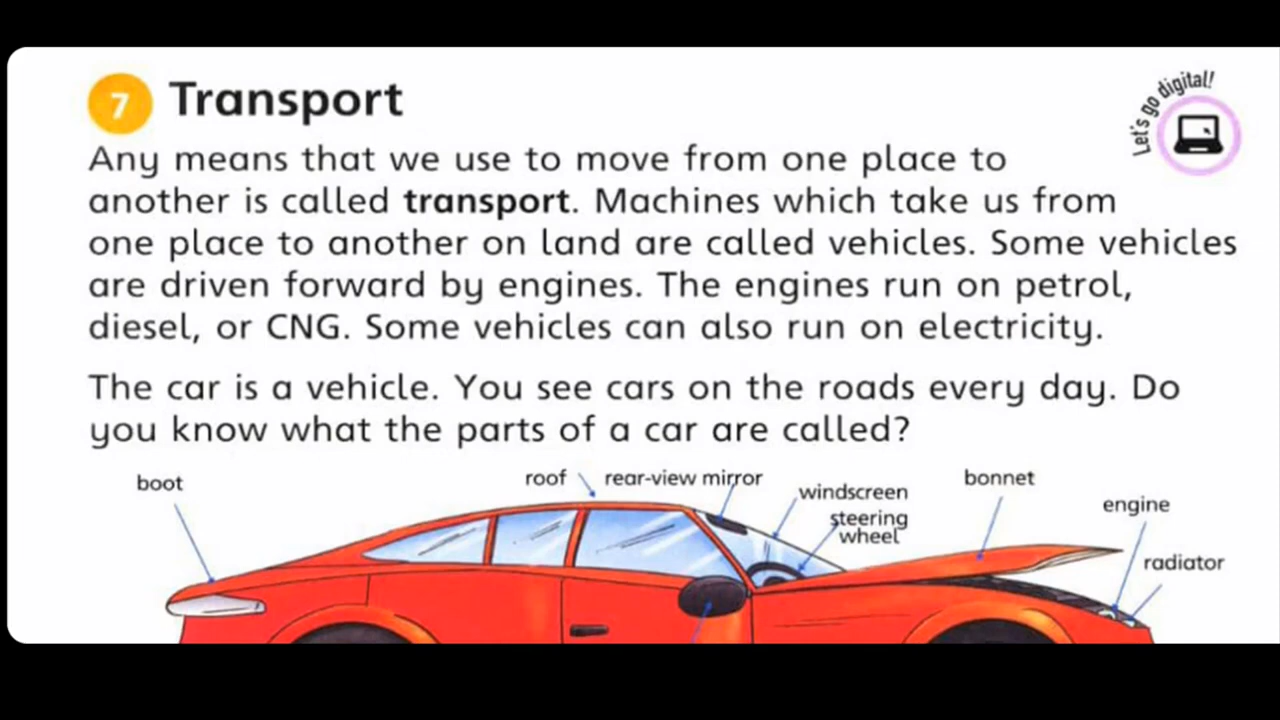 7 Transport
Let's go digital!
Any means that we use to move from one place to
another is called transport. Machines which take us from
one place to another on land are called vehicles. Some vehicles
are driven forward by engines. The engines run on petrol,
diesel, or CNG. Some vehicles can also run on electricity.
The car is a vehicle. You see cars on the roads every day. Do
you know what the parts of a car are called?
boot
roof
rear-view mirror
windscreen
steering
wheel
bonnet
engine
radiator